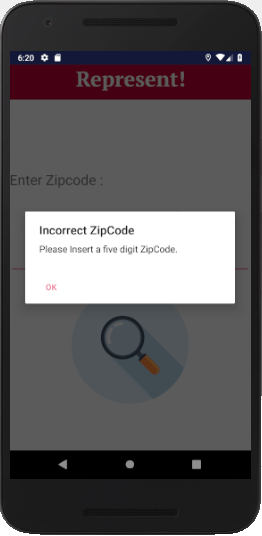 6:20
Represent!
Enter Zipcode :
Incorrect ZipCode
Please Insert a five digit ZipCode.
OK